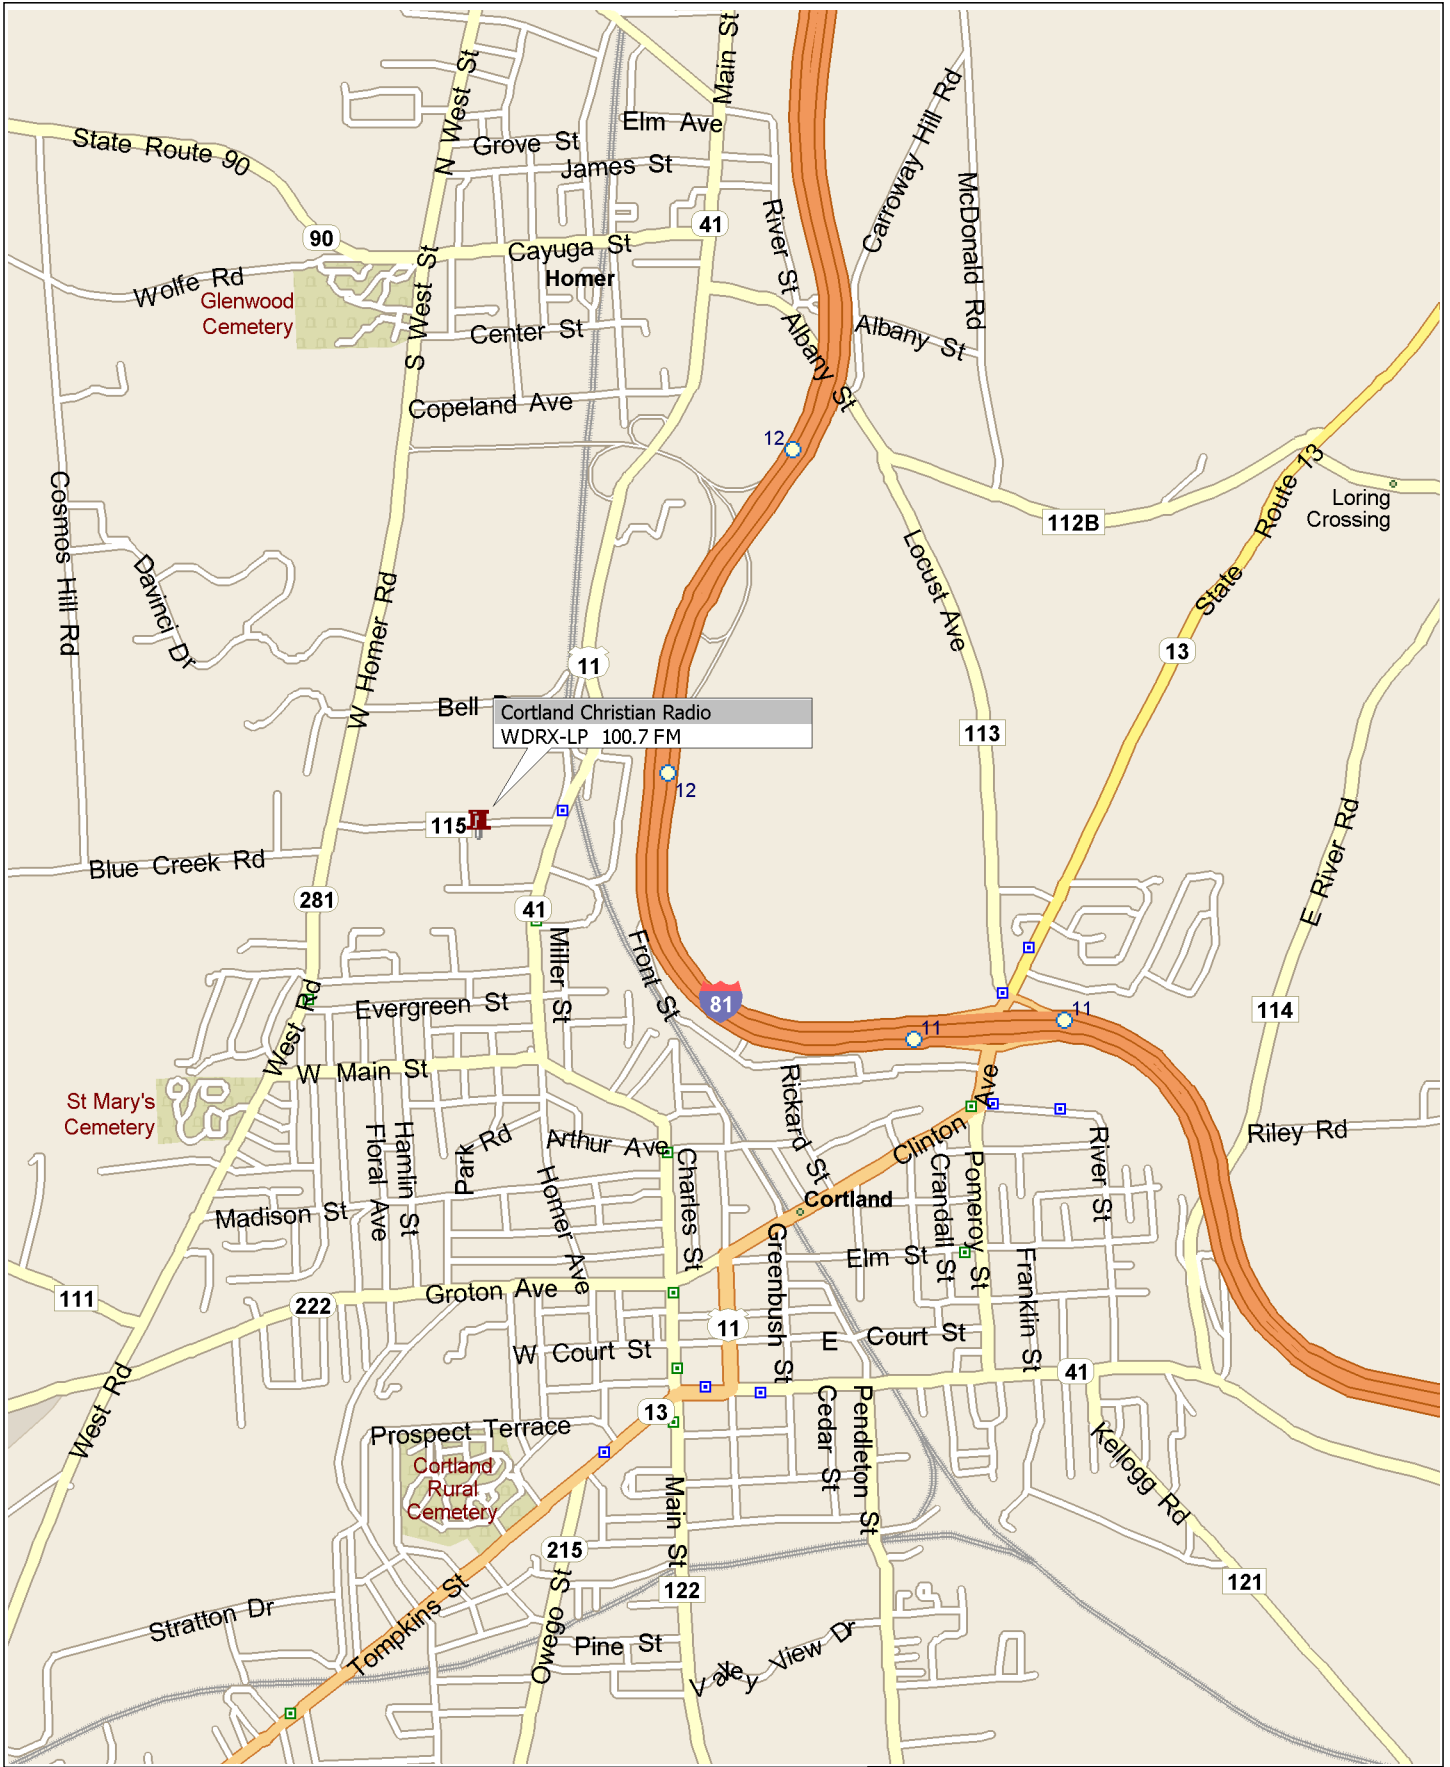 Main St
N West St
Elm Ave
Grove St
James St
State Route 90
Carroway Hill Rd
McDonald Rd
River St
41
90
Cayuga St
Homer
Wolfe Rd
Glenwood
Cemetery
S West St
Center St
Albany St
Albany St
Copeland Ave
12
Route 13
State
Loring
Crossing
112B
Cosmos Hill Rd
Davinci Dr
Locust Ave
W Homer Rd
11
13
Bell
Cortland Christian Radio
WDRX-LP 100.7 FM
113
12
115
Blue Creek Rd
E River Rd
281
41
Miller St
Front St
81
Evergreen St
West Rd
11
11
114
W Main St
St Mary's
Cemetery
Rickard St
Ave
Clinton
Riley Rd
Floral Ave
Hamlin St
Park Rd
Arthur Ave
Homer Ave
Charles St
Crandall St
Pomeroy St
River St
Cortland
Madison St
Greenbush St
Elm St
Franklin St
111
222
Groton Ave
11
E Court St
W Court St
41
West Rd
13
Prospect Terrace
Cedar St
Pendleton St
Kellogg Rd
Cortland
Rural
Cemetery
Main St
215
122
121
Stratton Dr
Tompkins St
Owego St
Pine St
Valley View Dr